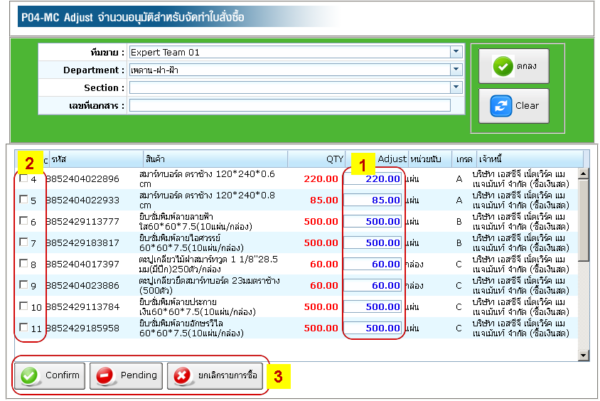 P04-MC Adjust จำนวนอนุมัติสำหรับจัดทำใบสั่งซื้อ
ทีมขาย : Expert Team 01
Department : เพดาน-ฝา-ฝ้า
ตกลง
Section :
เลขที่เอกสาร :
Clear
2 รหัส สินค้า QTY 1 Adjust หน่วยนับ เกรด เจ้าหนี้
4 8852404022896 สมาร์ทบอร์ด ตราช้าง 120*240*0.6 cm 220.00 220.00 แผ่น A บริษัท เอสซีจี เน็ตเวิร์ค แมเนจเม้นท์ จำกัด (ซื้อเงินสด)
5 8852404022933 สมาร์ทบอร์ด ตราช้าง 120*240*0.8 cm 85.00 85.00 แผ่น A บริษัท เอสซีจี เน็ตเวิร์ค แมเนจเม้นท์ จำกัด (ซื้อเงินสด)
6 8852429113777 ยิบซั่มพิมพ์ลายลายฟ้าใส60*60*7.5(10แผ่น/กล่อง) 500.00 500.00 แผ่น B บริษัท เอสซีจี เน็ตเวิร์ค แมเนจเม้นท์ จำกัด (ซื้อเงินสด)
7 8852429183817 ยิบซั่มพิมพ์ลายไอศวรรย์ 60*60*7.5(10แผ่น/กล่อง) 500.00 500.00 แผ่น B บริษัท เอสซีจี เน็ตเวิร์ค แมเนจเม้นท์ จำกัด (ซื้อเงินสด)
8 8852404017397 ตะปูเกลียวไม้ฝาสมาร์ทวูด 1 1/8"28.5 มม(มีปีก)250ตัว/กล่อง 60.00 60.00 กล่อง C บริษัท เอสซีจี เน็ตเวิร์ค แมเนจเม้นท์ จำกัด (ซื้อเงินสด)
9 8852404023886 ตะปูเกลียวยึดสมาร์ทบอร์ด 23มมตราช้าง (500ตัว) 60.00 60.00 กล่อง C บริษัท เอสซีจี เน็ตเวิร์ค แมเนจเม้นท์ จำกัด (ซื้อเงินสด)
10 8852429113784 ยิบซั่มพิมพ์ลายประกายเงิน60*60*7.5(10แผ่น/กล่อง) 500.00 500.00 แผ่น C บริษัท เอสซีจี เน็ตเวิร์ค แมเนจเม้นท์ จำกัด (ซื้อเงินสด)
11 8852429185958 ยิบซั่มพิมพ์ลายอักษรวิไล 60*60*7.5(10แผ่น/กล่อง) 500.00 500.00 แผ่น C บริษัท เอสซีจี เน็ตเวิร์ค แมเนจเม้นท์ จำกัด (ซื้อเงินสด)
Confirm Pending ยกเลิกรายการซื้อ 3